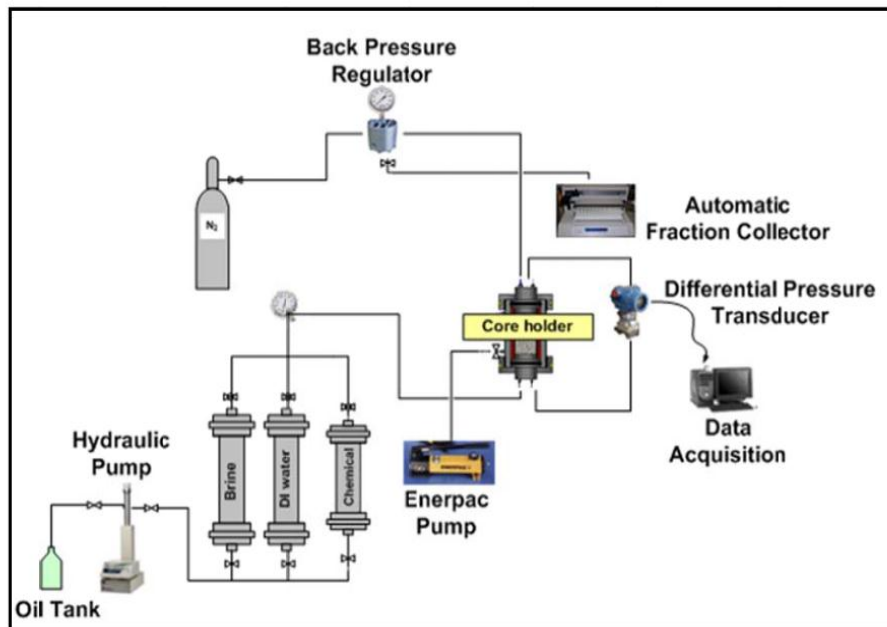 Back Pressure
Regulator
N₂
Automatic
Fraction Collector
Core holder
Differential Pressure
Transducer
Data
Acquisition
Hydraulic
Pump
Brine
DI water
Chemical
Enerpac
Pump
Oil Tank